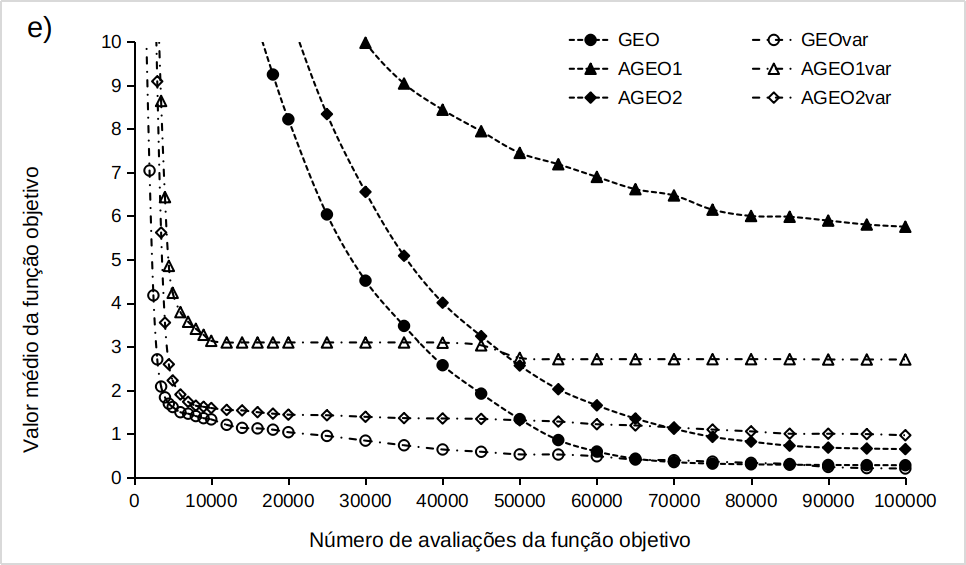 e)
GEO
GEOvar
AGEO1
AGEO1var
AGEO2
AGEO2var
10
9
8
7
6
5
4
3
2
1
0
Valor médio da função objetivo
0 10000 20000 30000 40000 50000 60000 70000 80000 90000 100000
Número de avaliações da função objetivo